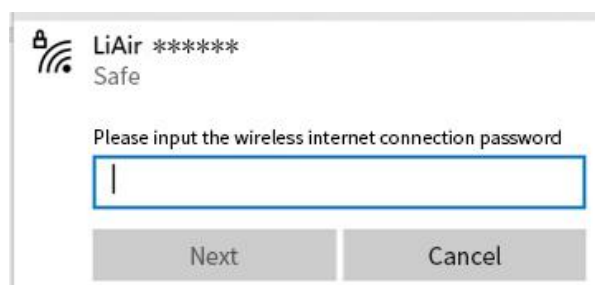 LiAir ******
Safe
Please input the wireless internet connection password
Next
Cancel